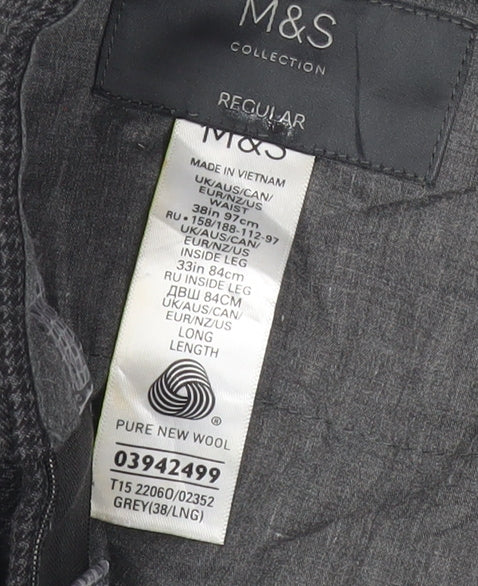 M&S
COLLECTION
REGULAR
M&S
MADE IN VIETNAM
UK/AUS/CAN/
EUR/NZ/US
WAIST
38in 97cm
RU • 158/188-112-97
UK/AUS/CAN/
EUR/NZ/US
INSIDE LEG
33in 84cm
RU INSIDE LEG
ДВШ 84СМ
UK/AUS/CAN/
EUR/NZ/US
LONG
LENGTH
®
PURE NEW WOOL
03942499
T15 2206O/02352
GREY(38/LNG)